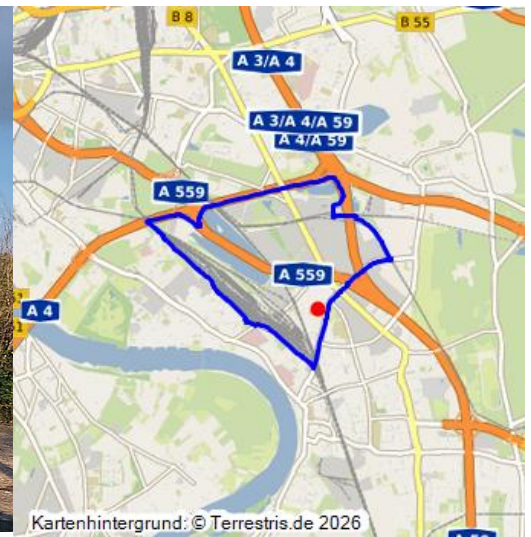 B 8
B 55
A 3/A 4
A 3/A 4/A 59
A 4/A 59
A 559
A 559
A 4
Kartenhintergrund: © Terrestris.de 2026